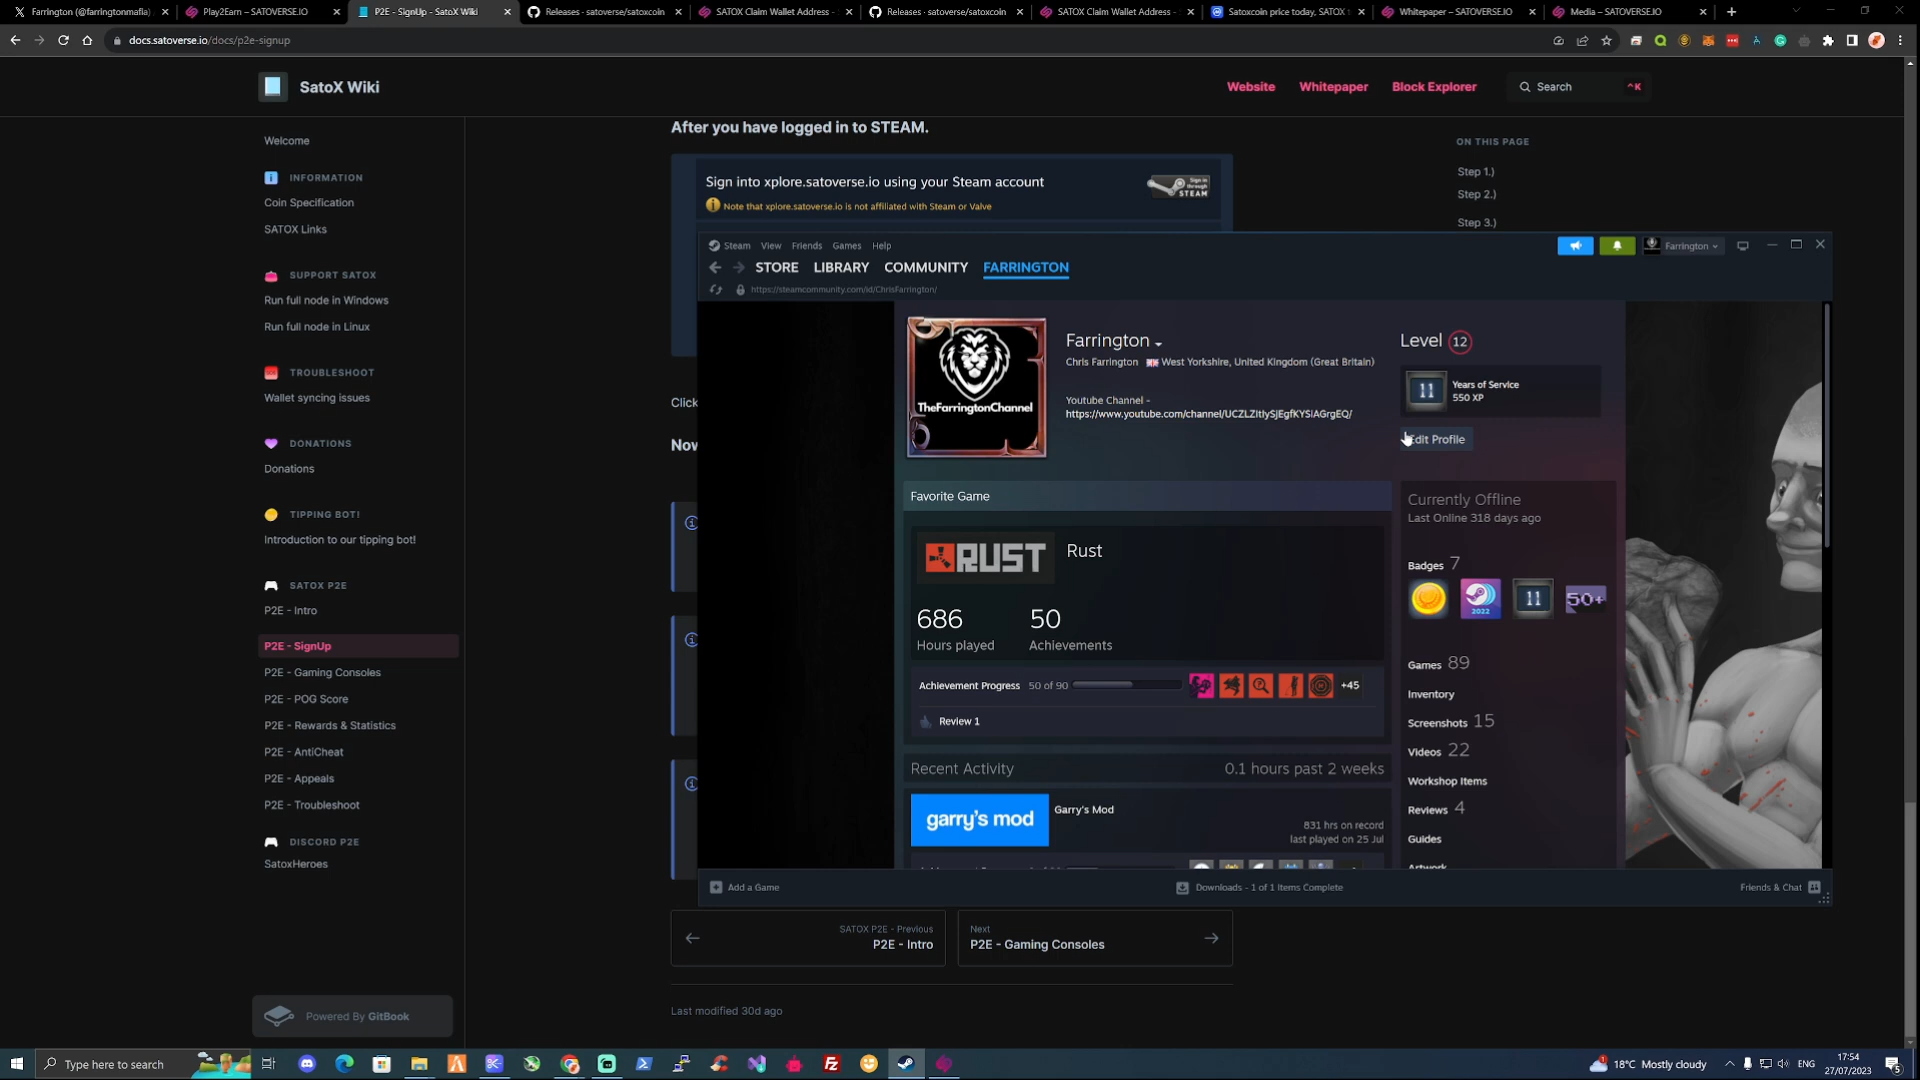 Farrington (@farringtonmafia)
Play2Earn – SATOVERSE.IO
P2E - SignUp - SatoX Wiki
Releases · satoverse/satoxcoin
SATOX Claim Wallet Address -
Releases · satoverse/satoxcoin
SATOX Claim Wallet Address -
Satoxcoin price today, SATOX
Whitepaper – SATOVERSE.IO
Media – SATOVERSE.IO
docs.satoverse.io/docs/p2e-signup
SatoX Wiki
Website
Whitepaper
Block Explorer
Search
^K
Welcome
INFORMATION
Coin Specification
SATOX Links
SUPPORT SATOX
Run full node in Windows
Run full node in Linux
TROUBLESHOOT
Wallet syncing issues
DONATIONS
Donations
TIPPING BOT!
Introduction to our tipping bot!
SATOX P2E
P2E - Intro
P2E - SignUp
P2E - Gaming Consoles
P2E - POG Score
P2E - Rewards & Statistics
P2E - AntiCheat
P2E - Appeals
P2E - Troubleshoot
DISCORD P2E
SatoxHeroes
Powered By GitBook
After you have logged in to STEAM.
Sign into xplore.satoverse.io using your Steam account
Note that xplore.satoverse.io is not affiliated with Steam or Valve
Sign in through STEAM
ON THIS PAGE
Step 1.)
Step 2.)
Step 3.)
Click
Now
Steam View Friends Games Help
Farrington
STORE LIBRARY COMMUNITY FARRINGTON
https://steamcommunity.com/id/ChrisFarrington/
TheFarringtonChannel
Farrington
Chris Farrington West Yorkshire, United Kingdom (Great Britain)
Youtube Channel -
https://www.youtube.com/channel/UCZLZItlySjEgfKYSIAGrgEQ/
Level 12
11
Years of Service
550 XP
Edit Profile
Favorite Game
RUST
Rust
686
Hours played
50
Achievements
Achievement Progress 50 of 90
+45
Review 1
Recent Activity
0.1 hours past 2 weeks
garry's mod
Garry's Mod
831 hrs on record
last played on 25 Jul
Currently Offline
Last Online 318 days ago
Badges 7
2022
11
50+
Games 89
Inventory
Screenshots 15
Videos 22
Workshop Items
Reviews 4
Guides
Artwork
Add a Game
Downloads - 1 of 1 Items Complete
Friends & Chat
SATOX P2E - Previous
P2E - Intro
Next
P2E - Gaming Consoles
Last modified 30d ago
Type here to search
18°C Mostly cloudy
ENG
17:54
27/07/2023
5